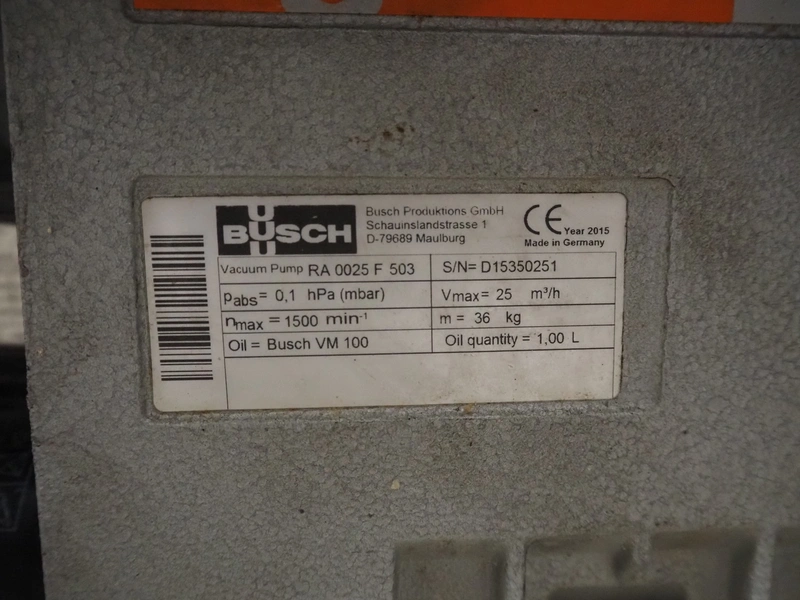 BUSCH
Busch Produktions GmbH
Schauinslandstrasse 1
D-79689 Maulburg
CE Year 2015
Made in Germany
Vacuum Pump RA 0025 F 503
S/N= D15350251
pabs= 0,1 hPa (mbar)
Vmax= 25 m³/h
nmax = 1500 min-¹
m = 36 kg
Oil = Busch VM 100
Oil quantity = 1,00 L